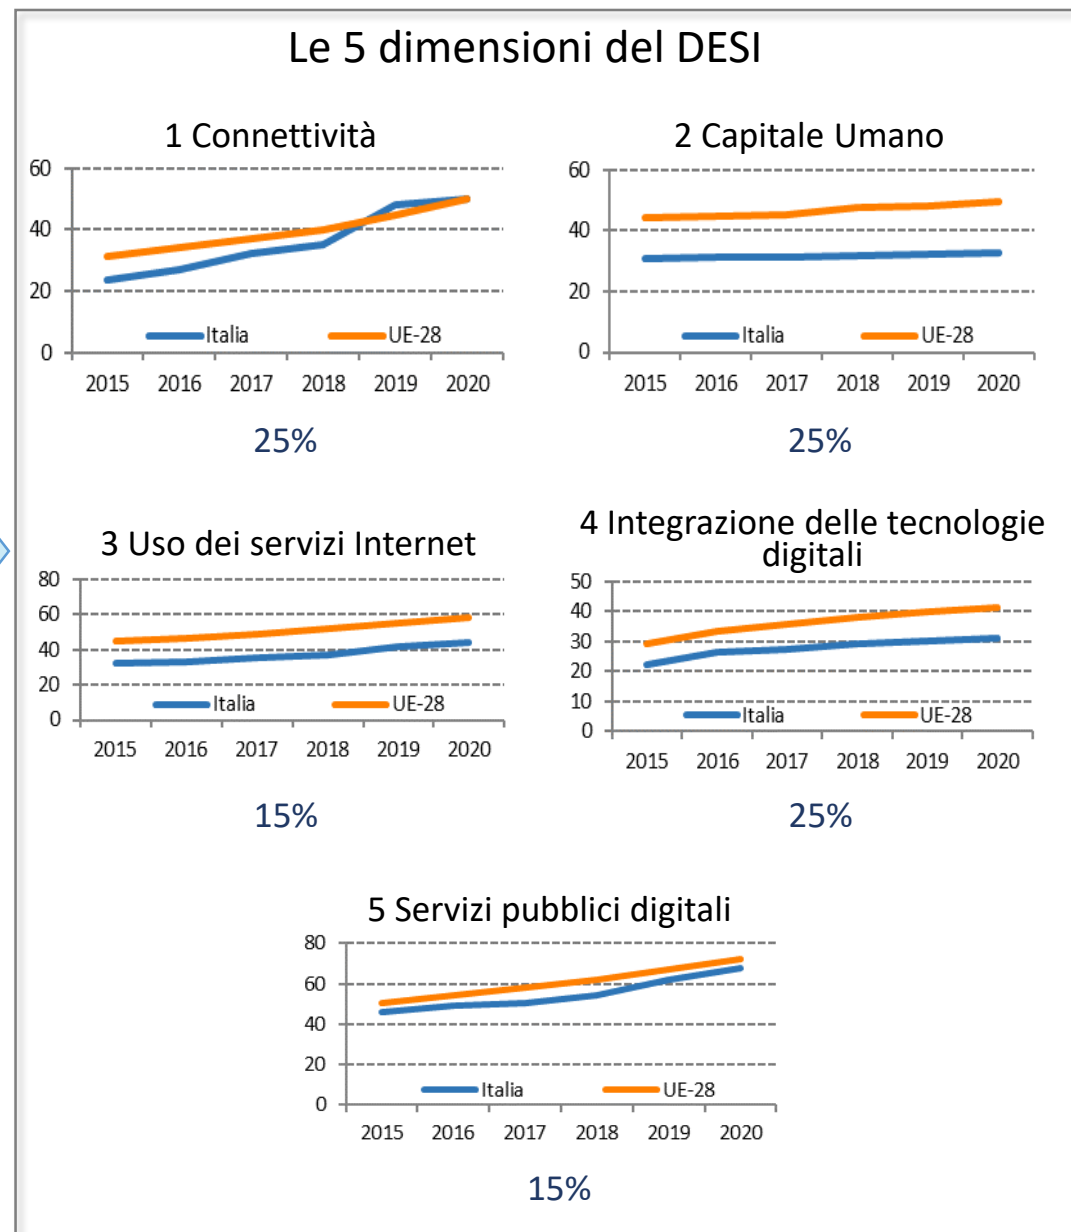 Le 5 dimensioni del DESI
1 Connettività
60
40
20
0
Italia UE-28
2015 2016 2017 2018 2019 2020
25%
2 Capitale Umano
60
40
20
0
Italia UE-28
2015 2016 2017 2018 2019 2020
25%
3 Uso dei servizi Internet
80
60
40
20
0
Italia UE-28
2015 2016 2017 2018 2019 2020
15%
4 Integrazione delle tecnologie
digitali
50
40
30
20
10
0
Italia UE-28
2015 2016 2017 2018 2019 2020
25%
5 Servizi pubblici digitali
80
60
40
20
0
Italia UE-28
2015 2016 2017 2018 2019 2020
15%